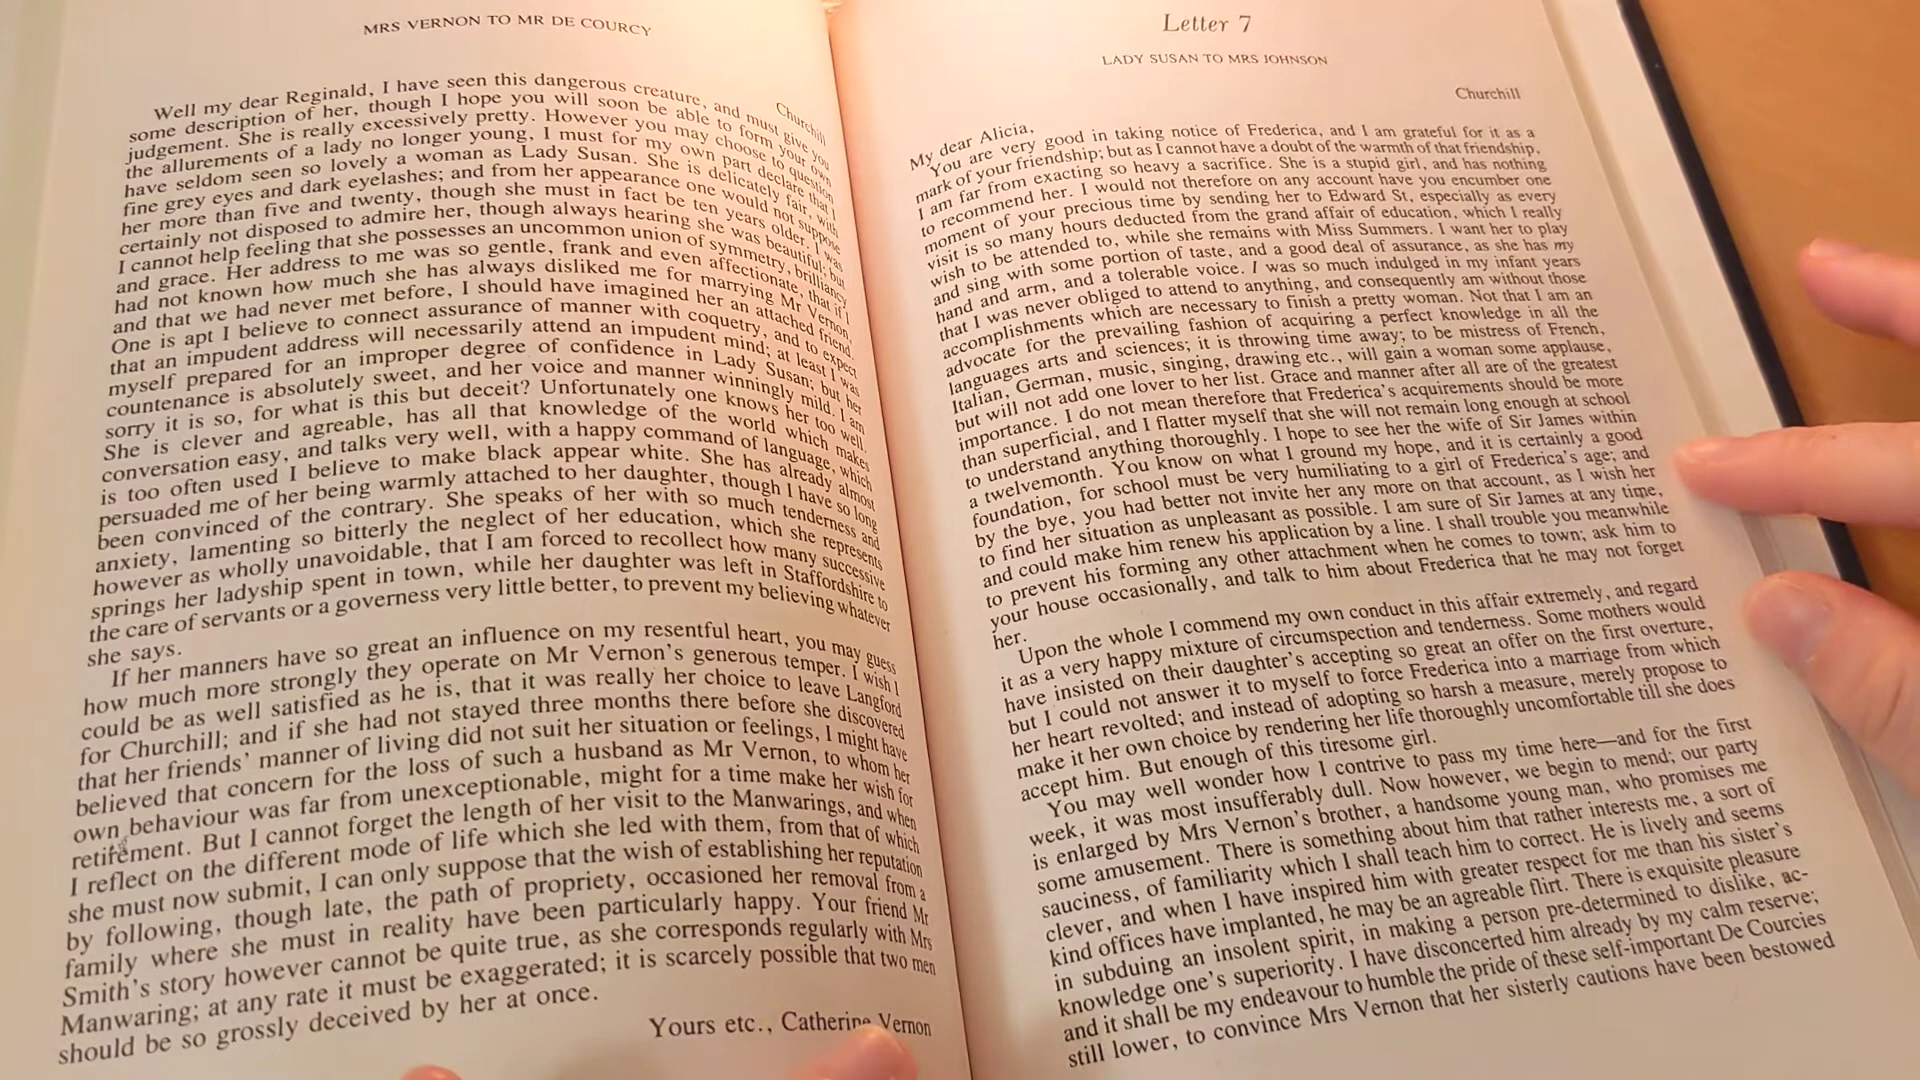 MRS VERNON TO MR DE COURCY
Churchill
Well my dear Reginald, I have seen this dangerous creature, and must give you
some description of her, though I hope you will soon be able to form your own
judgement. She is really excessively pretty. However you may choose to question
the allurements of a lady no longer young, I must for my own part declare that I
have seldom seen so lovely a woman as Lady Susan. She is delicately fair, with
fine grey eyes and dark eyelashes; and from her appearance one would not suppose
her more than five and twenty, though she must in fact be ten years older. I was
certainly not disposed to admire her, though always hearing she was beautiful; but
I cannot help feeling that she possesses an uncommon union of symmetry, brilliancy
and grace. Her address to me was so gentle, frank and even affectionate, that if I
had not known how much she has always disliked me for marrying Mr Vernon,
and that we had never met before, I should have imagined her an attached friend.
One is apt I believe to connect assurance of manner with coquetry, and to expect
that an impudent address will necessarily attend an impudent mind; at least I was
myself prepared for an improper degree of confidence in Lady Susan; but her
countenance is absolutely sweet, and her voice and manner winningly mild. I am
sorry it is so, for what is this but deceit? Unfortunately one knows her too well.
She is clever and agreeable, has all that knowledge of the world which makes
conversation easy, and talks very well, with a happy command of language, which
is too often used I believe to make black appear white. She has already almost
persuaded me of her being warmly attached to her daughter, though I have so long
been convinced of the contrary. She speaks of her with so much tenderness and
anxiety, lamenting so bitterly the neglect of her education, which she represents
however as wholly unavoidable, that I am forced to recollect how many successive
springs her ladyship spent in town, while her daughter was left in Staffordshire to
the care of servants or a governess very little better, to prevent my believing whatever
she says.
If her manners have so great an influence on my resentful heart, you may guess
how much more strongly they operate on Mr Vernon's generous temper. I wish I
could be as well satisfied as he is, that it was really her choice to leave Langford
for Churchill; and if she had not stayed three months there before she discovered
that her friends' manner of living did not suit her situation or feelings, I might have
believed that concern for the loss of such a husband as Mr Vernon, to whom her
own behaviour was far from unexceptionable, might for a time make her wish for
retirement. But I cannot forget the length of her visit to the Manwarings, and when
I reflect on the different mode of life which she led with them, from that of which
she must now submit, I can only suppose that the wish of establishing her reputation
by following, though late, the path of propriety, occasioned her removal from a
family where she must in reality have been particularly happy. Your friend Mr
Smith's story however cannot be quite true, as she corresponds regularly with Mrs
Manwaring; at any rate it must be exaggerated; it is scarcely possible that two men
should be so grossly deceived by her at once.
Yours etc., Catherine Vernon
Letter 7
LADY SUSAN TO MRS JOHNSON
Churchill
My dear Alicia,
You are very good in taking notice of Frederica, and I am grateful for it as a
mark of your friendship; but as I cannot have a doubt of the warmth of that friendship,
I am far from exacting so heavy a sacrifice. She is a stupid girl, and has nothing
to recommend her. I would not therefore on any account have you encumber one
moment of your precious time by sending her to Edward St, especially as every
visit is so many hours deducted from the grand affair of education, which I really
wish to be attended to, while she remains with Miss Summers. I want her to play
and sing with some portion of taste, and a good deal of assurance, as she has my
hand and arm, and a tolerable voice. I was so much indulged in my infant years
that I was never obliged to attend to anything, and consequently am without those
accomplishments which are necessary to finish a pretty woman. Not that I am an
advocate for the prevailing fashion of acquiring a perfect knowledge in all the
languages arts and sciences; it is throwing time away; to be mistress of French,
Italian, German, music, singing, drawing etc., will gain a woman some applause,
but will not add one lover to her list. Grace and manner after all are of the greatest
importance. I do not mean therefore that Frederica's acquirements should be more
than superficial, and I flatter myself that she will not remain long enough at school
to understand anything thoroughly. I hope to see her the wife of Sir James within
a twelvemonth. You know on what I ground my hope, and it is certainly a good
foundation, for school must be very humiliating to a girl of Frederica's age; and
by the bye, you had better not invite her any more on that account, as I wish her
to find her situation as unpleasant as possible. I am sure of Sir James at any time,
and could make him renew his application by a line. I shall trouble you meanwhile
to prevent his forming any other attachment when he comes to town; ask him to
your house occasionally, and talk to him about Frederica that he may not forget
her.
Upon the whole I commend my own conduct in this affair extremely, and regard
it as a very happy mixture of circumspection and tenderness. Some mothers would
have insisted on their daughter's accepting so great an offer on the first overture,
but I could not answer it to myself to force Frederica into a marriage from which
her heart revolted; and instead of adopting so harsh a measure, merely propose to
make it her own choice by rendering her life thoroughly uncomfortable till she does
accept him. But enough of this tiresome girl.
You may well wonder how I contrive to pass my time here—and for the first
week, it was most insufferably dull. Now however, we begin to mend; our party
is enlarged by Mrs Vernon's brother, a handsome young man, who promises me
some amusement. There is something about him that rather interests me, a sort of
sauciness, of familiarity which I shall teach him to correct. He is lively and seems
clever, and when I have inspired him with greater respect for me than his sister's
kind offices have implanted, he may be an agreeable flirt. There is exquisite pleasure
in subduing an insolent spirit, in making a person pre-determined to dislike, ac-
knowledge one's superiority. I have disconcerted him already by my calm reserve;
and it shall be my endeavour to humble the pride of these self-important De Courcies
still lower, to convince Mrs Vernon that her sisterly cautions have been bestowed